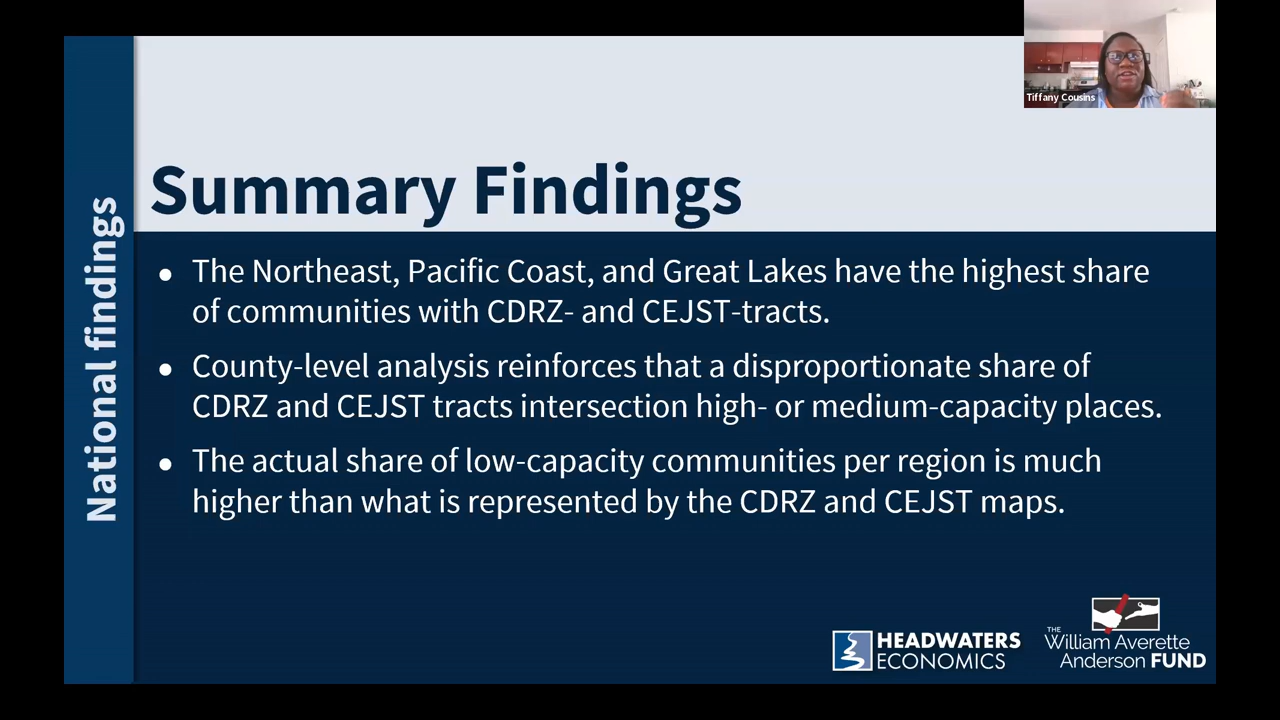 Tiffany Cousins
National findings
Summary Findings
• The Northeast, Pacific Coast, and Great Lakes have the highest share
of communities with CDRZ- and CEJST-tracts.
• County-level analysis reinforces that a disproportionate share of
CDRZ and CEJST tracts intersection high- or medium-capacity places.
• The actual share of low-capacity communities per region is much
higher than what is represented by the CDRZ and CEJST maps.
HEADWATERS
ECONOMICS
THE
William Averette
Anderson FUND